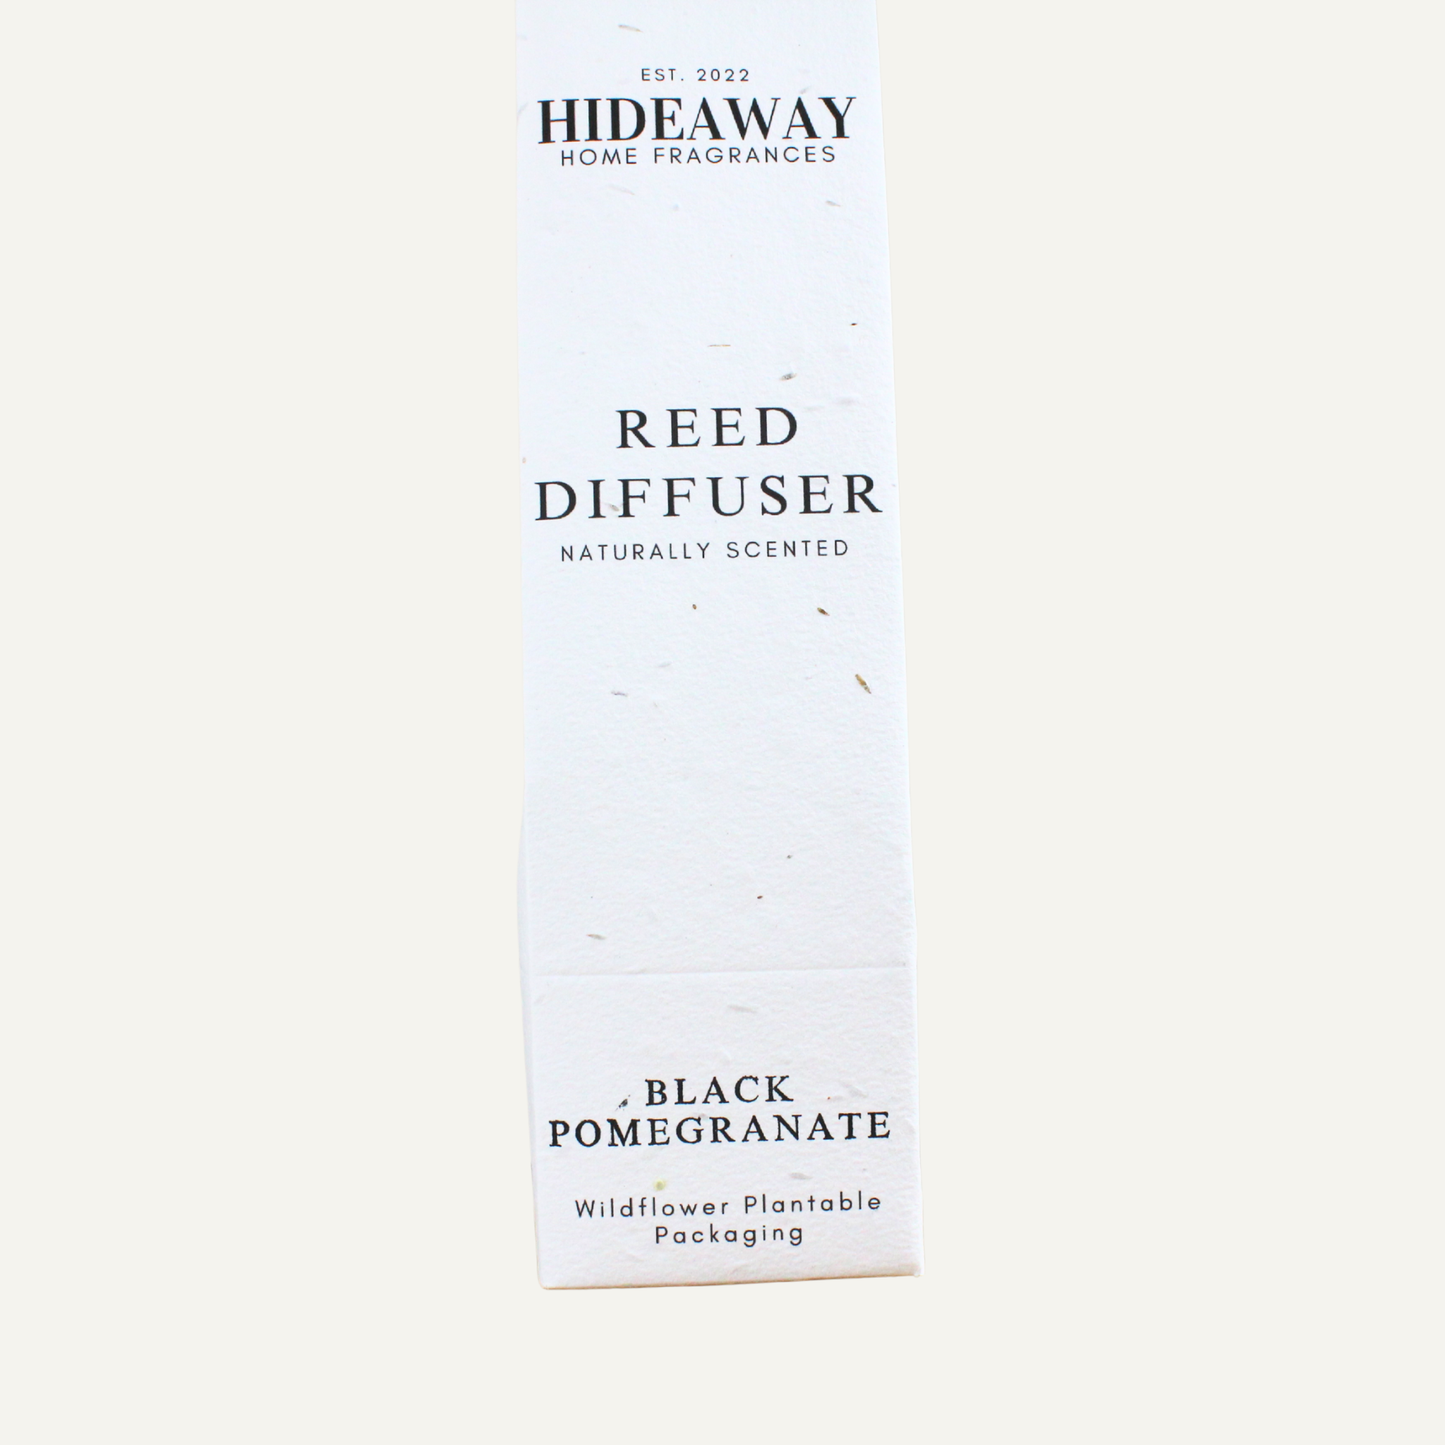 EST. 2022
HIDEAWAY
HOME FRAGRANCES
REED
DIFFUSER
NATURALLY SCENTED
BLACK
POMEGRANATE
Wildflower Plantable
Packaging